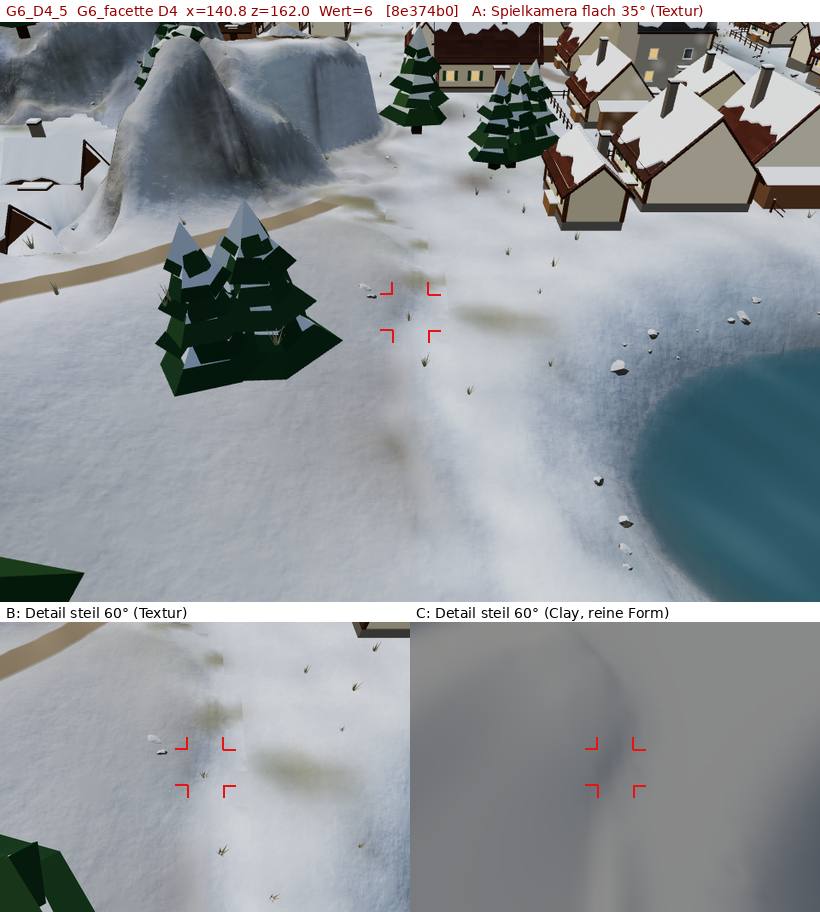 G6_D4_5 G6_facette D4 x=140.8 z=162.0 Wert=6 [8e374b0] A: Spielkamera flach 35° (Textur)
B: Detail steil 60° (Textur)
C: Detail steil 60° (Clay, reine Form)